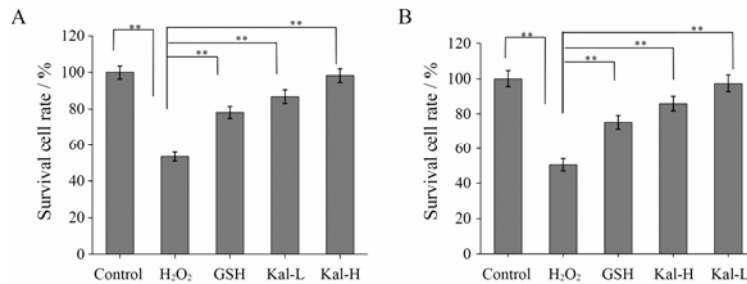 A
B
Survival cell rate / %
120
100
80
60
40
20
0
**
**
**
**
Control
H₂O₂
GSH
Kal-L
Kal-H
Survival cell rate / %
120
100
80
60
40
20
0
**
**
**
**
Control
H₂O₂
GSH
Kal-H
Kal-L